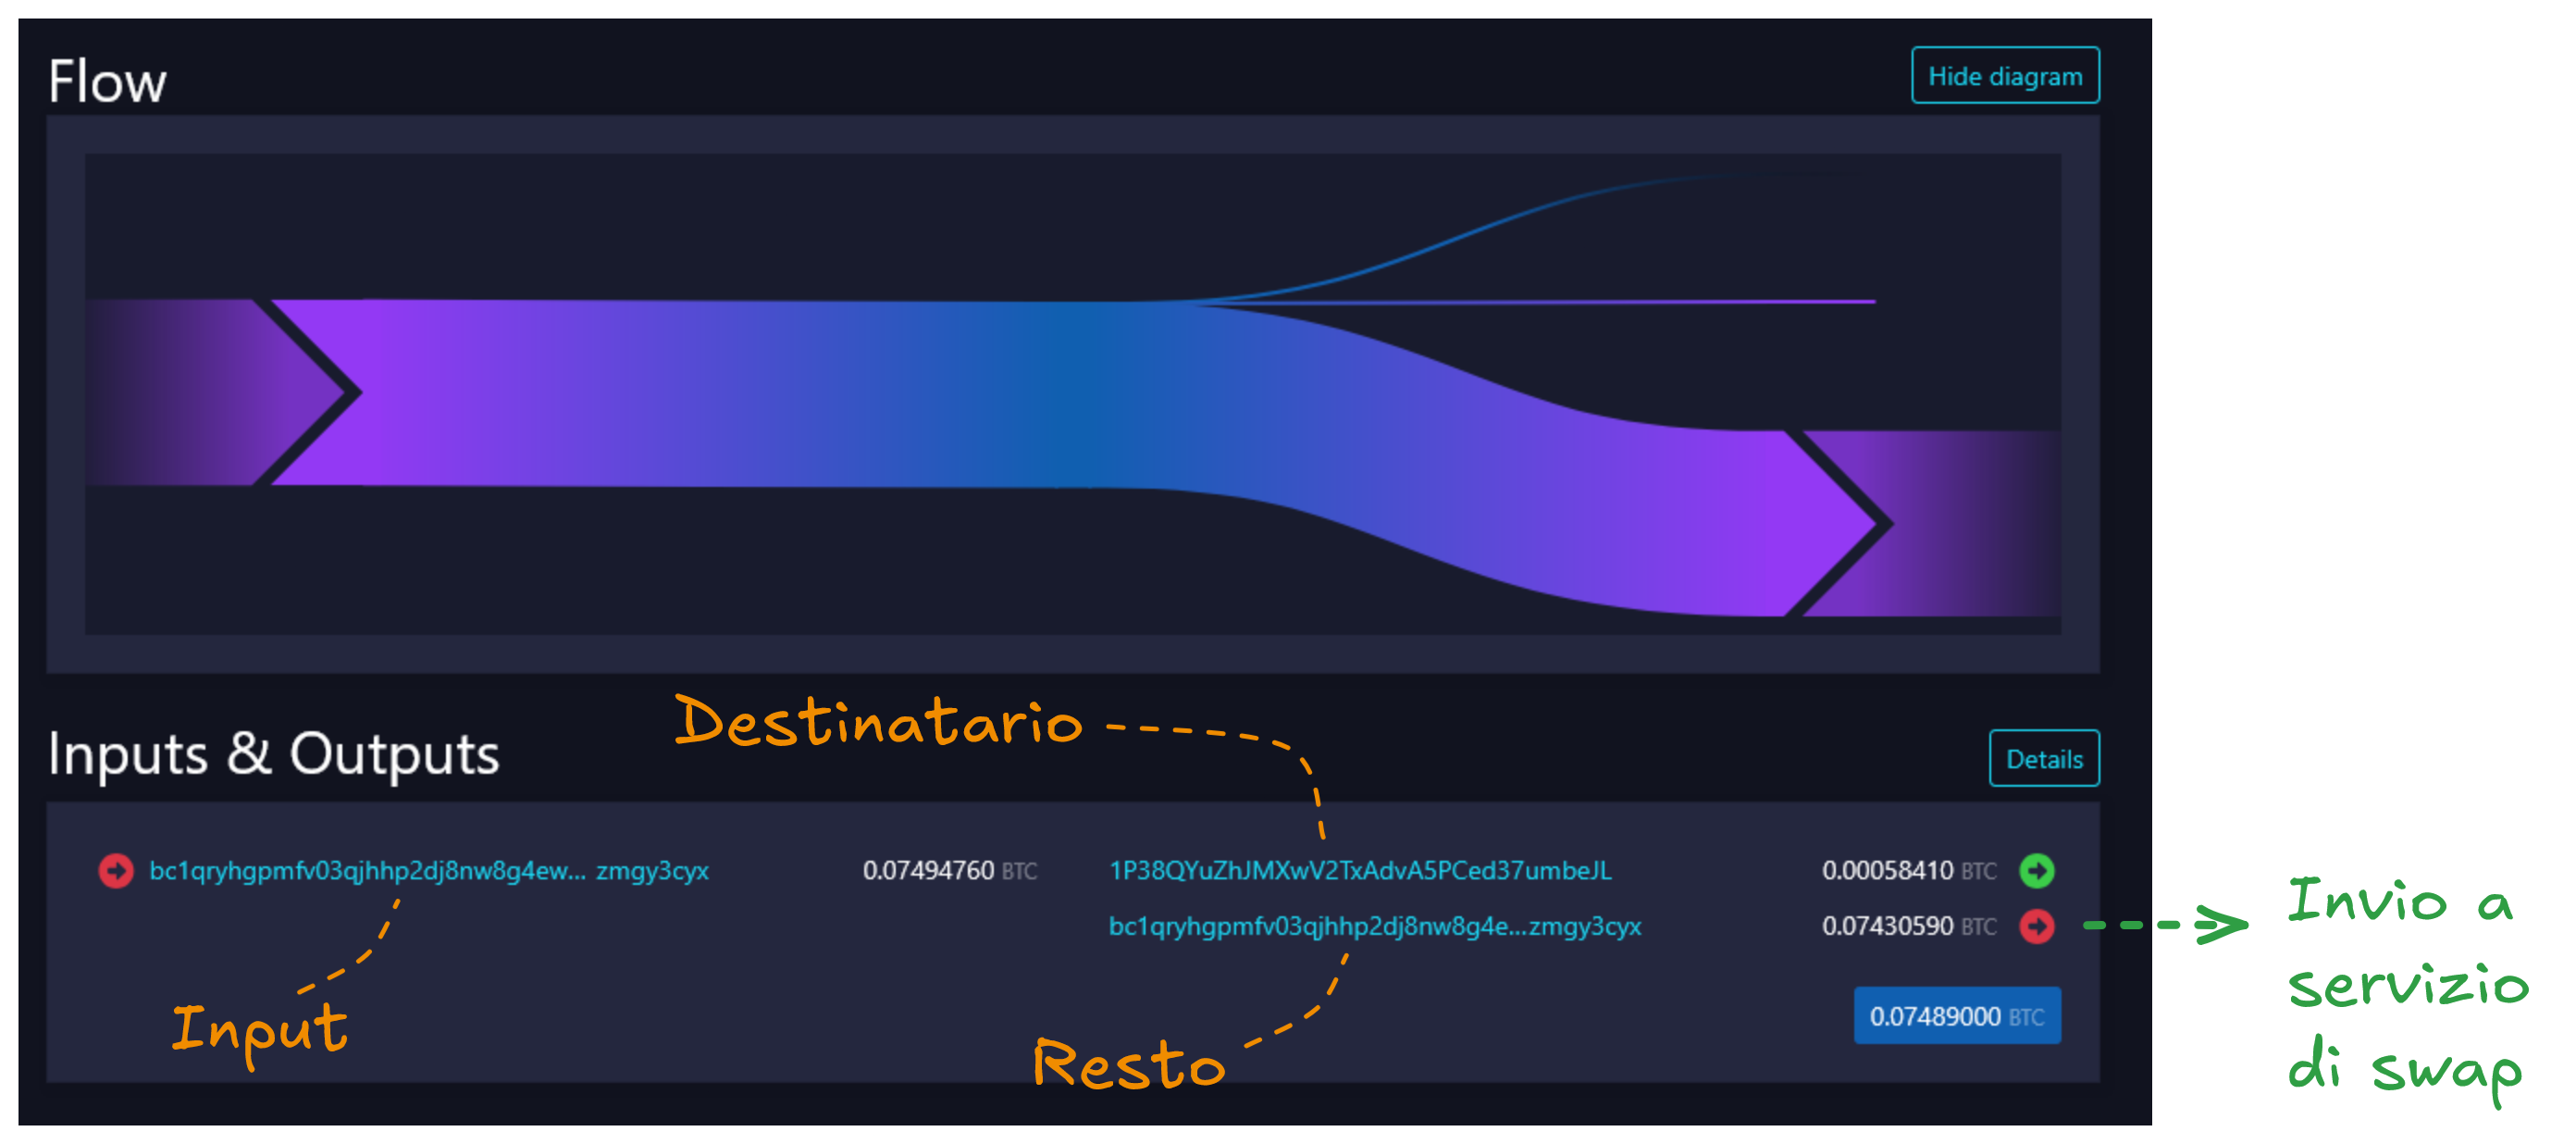 Flow
Hide diagram
Destinatario
Inputs & Outputs
Details
bc1qryhgpmfv03qjhhp2dj8nw8g4ew... zmgy3cyx 0.07494760 BTC 1P38QYuZhJMXwV2TxAdvA5PCed37umbeJL 0.00058410 BTC
bc1qryhgpmfv03qjhhp2dj8nw8g4e...zmgy3cyx 0.07430590 BTC
0.07489000 BTC
Input
Resto
Invio a
servizio
di swap